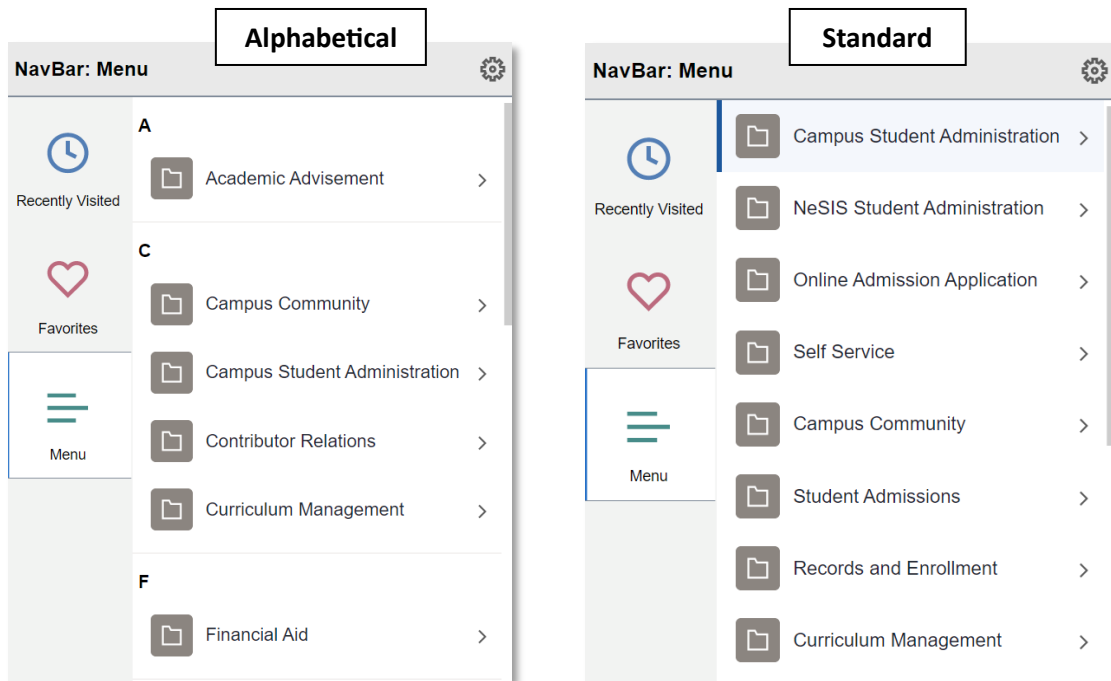 Alphabetical
NavBar: Menu
Recently Visited
Favorites
Menu
A
Academic Advisement
C
Campus Community
Campus Student Administration
Contributor Relations
Curriculum Management
F
Financial Aid
Standard
NavBar: Menu
Recently Visited
Favorites
Menu
Campus Student Administration
NeSIS Student Administration
Online Admission Application
Self Service
Campus Community
Student Admissions
Records and Enrollment
Curriculum Management